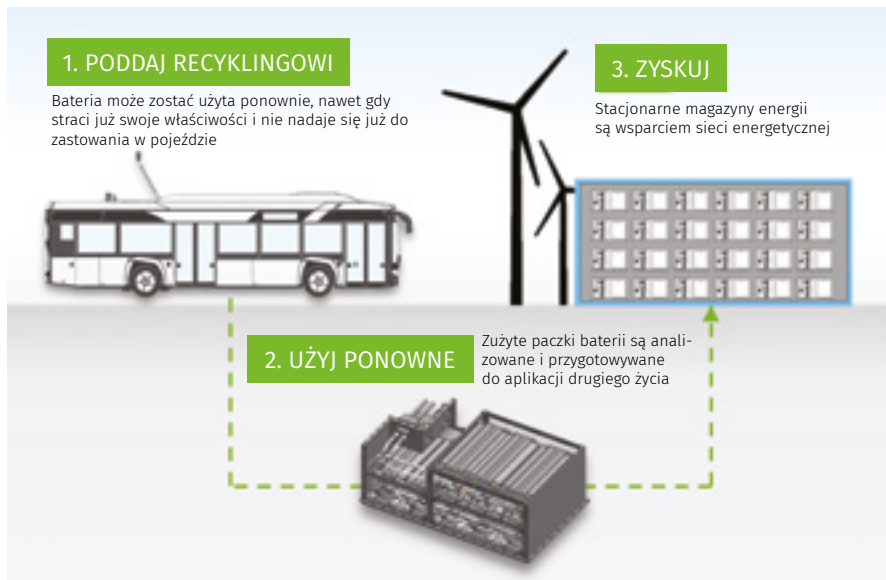 1. PODDAJ RECYKLINGOWI
Bateria może zostać użyta ponownie, nawet gdy
straci już swoje właściwości i nie nadaje się już do
zastowania w pojeździe
2. UŻYJ PONOWNE
Zużyte paczki baterii są anali-
zowane i przygotowywane
do aplikacji drugiego życia
3. ZYSKUJ
Stacjonarne magazyny energii
są wsparciem sieci energetycznej